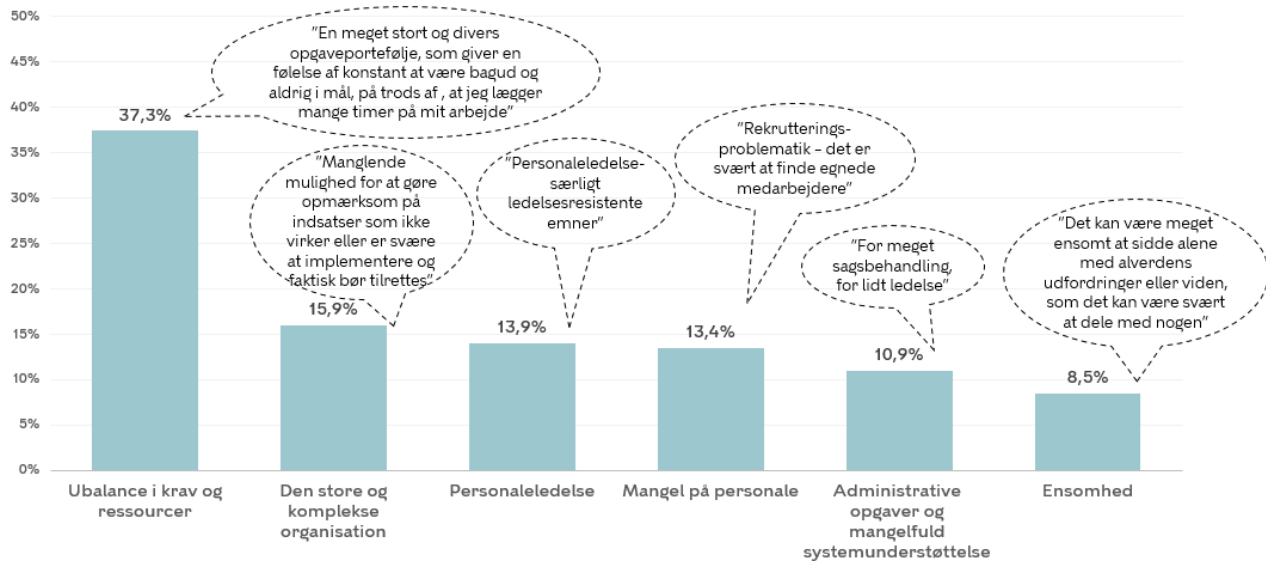 50%
45%
40%
35%
30%
25%
20%
15%
10%
5%
0%
"En meget stort og divers
opgaveportefølje, som giver en
følelse af konstant at være bagud og
aldrig i mål, på trods af , at jeg lægger
mange timer på mit arbejde"
37,3%
"Manglende
mulighed for at gøre
opmærksom på
indsatser som ikke
virker eller er svære
at implementere og
faktisk bør tilrettes"
15,9%
"Personaleledelse-
særligt
ledelsesresistente
emner"
13,9%
"Rekrutterings-
problematik – det er
svært at finde egnede
medarbejdere"
13,4%
"For meget
sagsbehandling,
for lidt ledelse"
10,9%
"Det kan være meget
ensomt at sidde alene
med alverdens
udfordringer eller viden,
som det kan være svært
at dele med nogen"
8,5%
Ubalance i krav og
ressourcer
Den store og
komplekse
organisation
Personaleledelse
Mangel på personale
Administrative
opgaver og
mangelfuld
systemunderstøttelse
Ensomhed